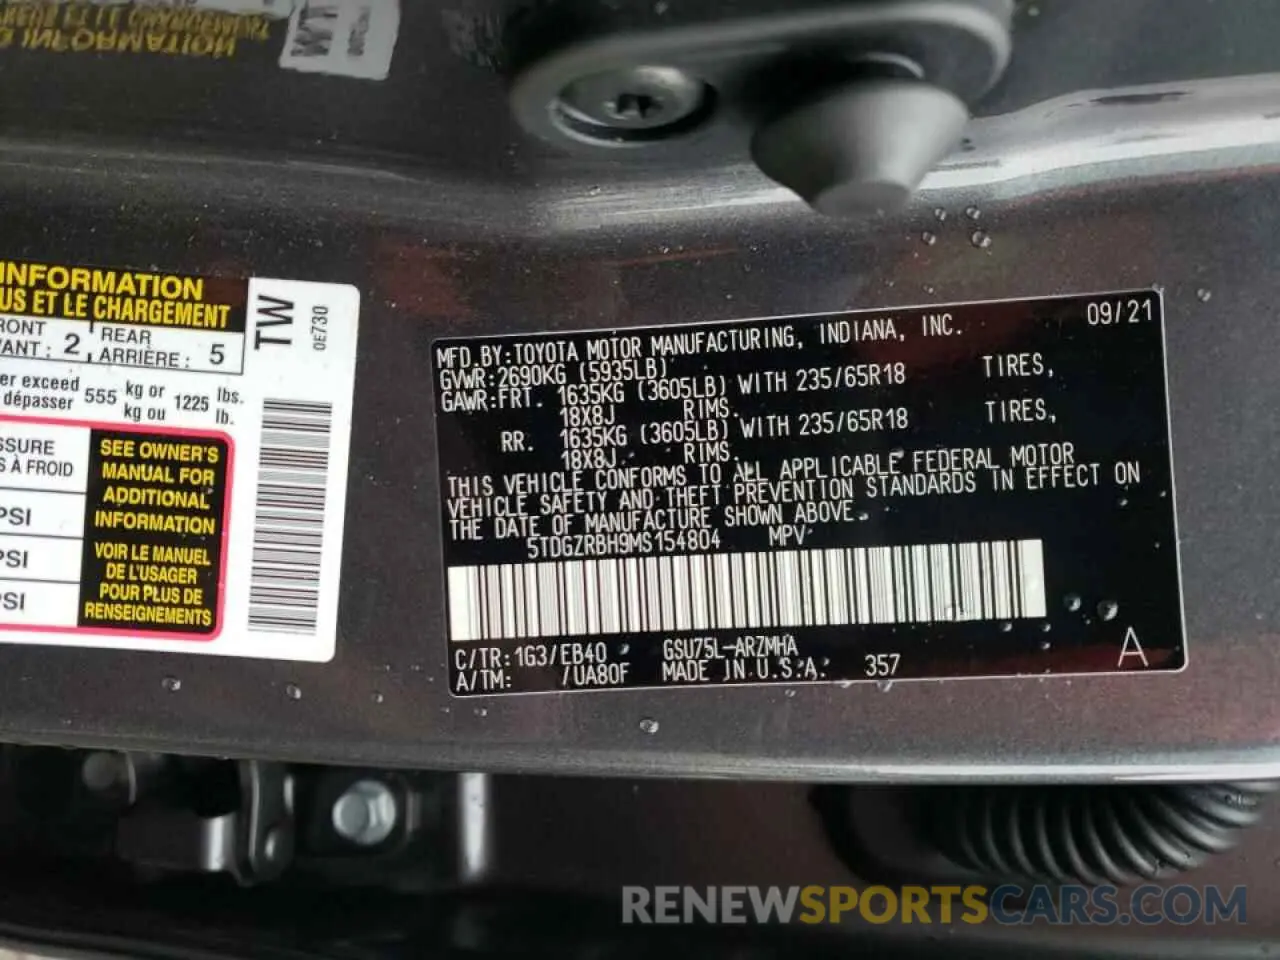 INFORMATION
US ET LE CHARGEMENT
RONT
VANT : 2,
REAR
ARRIÈRE : 5
er exceed
dépasser
555
kg or
kg ou
1225
lbs.
lb.
SSURE
S À FROID
PSI
PSI
PSI
SEE OWNER'S
MANUAL FOR
ADDITIONAL
INFORMATION
VOIR LE MANUEL
DE L'USAGER
POUR PLUS DE
RENSEIGNEMENTS
TW
0E730
09/21
MFD.BY:TOYOTA MOTOR MANUFACTURING, INDIANA, INC.
GVWR:2690KG (5935LB)
GAWR:FRT. 1635KG (3605LB) WITH 235/65R18 TIRES,
18X8J RIMS.
RR. 1635KG (3605LB) WITH 235/65R18 TIRES,
18X8J RIMS.
THIS VEHICLE CONFORMS TO ALL APPLICABLE FEDERAL MOTOR
VEHICLE SAFETY AND THEFT PREVENTION STANDARDS IN EFFECT ON
THE DATE OF MANUFACTURE SHOWN ABOVE.
5TDGZRBH9MS154804 MPV
C/TR:1G3/EB40 GSU75L-ARZMHA
A/TM: /UA80F MADE IN U.S.A. 357
A
RENEWSPORTSCARS.COM